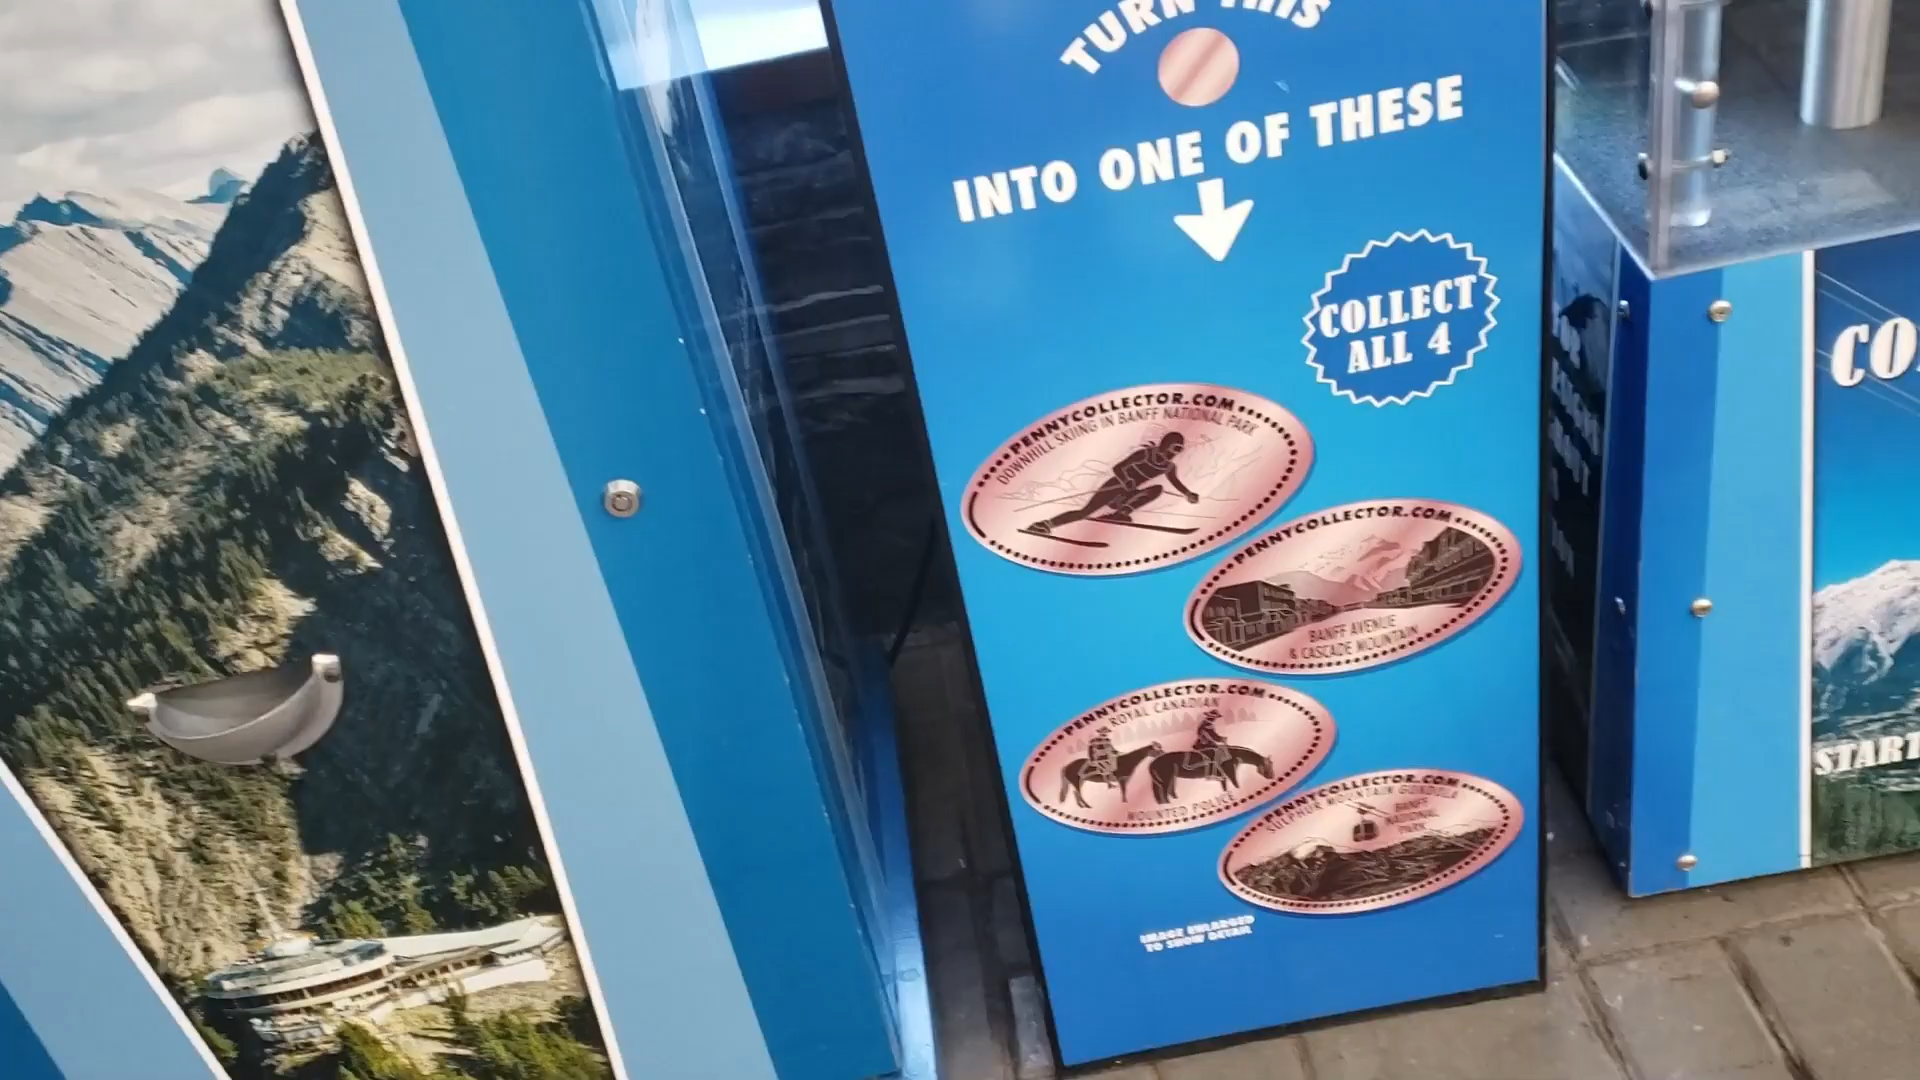 TURN THIS
INTO ONE OF THESE
COLLECT
ALL 4
PENNYCOLLECTOR.COM
DOWNHILL SKIING IN BANFF NATIONAL PARK
PENNYCOLLECTOR.COM
BANFF AVENUE
& CASCADE MOUNTAIN
PENNYCOLLECTOR.COM
ROYAL CANADIAN
MOUNTED POLICE
PENNYCOLLECTOR.COM
SULPHUR MOUNTAIN GONDOLA
BANFF
NATIONAL
PARK
IMAGE ENLARGED
TO SHOW DETAIL
CO
START